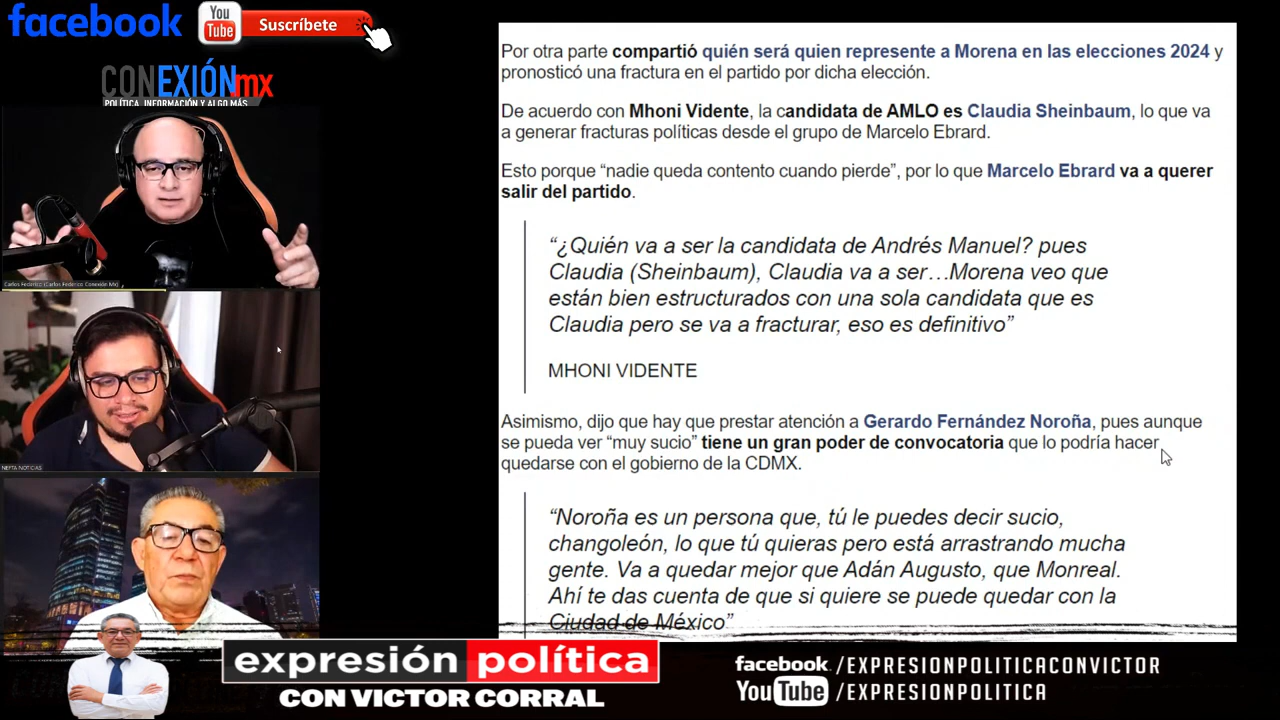 facebook
You
Tube
Suscríbete
CONEXIÓNmx
POLÍTICA, INFORMACIÓN Y ALGO MÁS
Carlos Federico (Carlos Federico Conexión Mx)
NEFTA NOTICIAS
Por otra parte compartió quién será quien represente a Morena en las elecciones 2024 y
pronosticó una fractura en el partido por dicha elección.
De acuerdo con Mhoni Vidente, la candidata de AMLO es Claudia Sheinbaum, lo que va
a generar fracturas políticas desde el grupo de Marcelo Ebrard.
Esto porque “nadie queda contento cuando pierde”, por lo que Marcelo Ebrard va a querer
salir del partido.
“¿Quién va a ser la candidata de Andrés Manuel? pues
Claudia (Sheinbaum), Claudia va a ser…Morena veo que
están bien estructurados con una sola candidata que es
Claudia pero se va a fracturar, eso es definitivo”
MHONI VIDENTE
Asimismo, dijo que hay que prestar atención a Gerardo Fernández Noroña, pues aunque
se pueda ver “muy sucio” tiene un gran poder de convocatoria que lo podría hacer
quedarse con el gobierno de la CDMX.
“Noroña es un persona que, tú le puedes decir sucio,
changoleón, lo que tú quieras pero está arrastrando mucha
gente. Va a quedar mejor que Adán Augusto, que Monreal.
Ahí te das cuenta de que si quiere se puede quedar con la
Ciudad de México”
expresión política
CON VICTOR CORRAL
facebook /EXPRESIONPOLITICACONVICTOR
YouTube /EXPRESIONPOLITICA